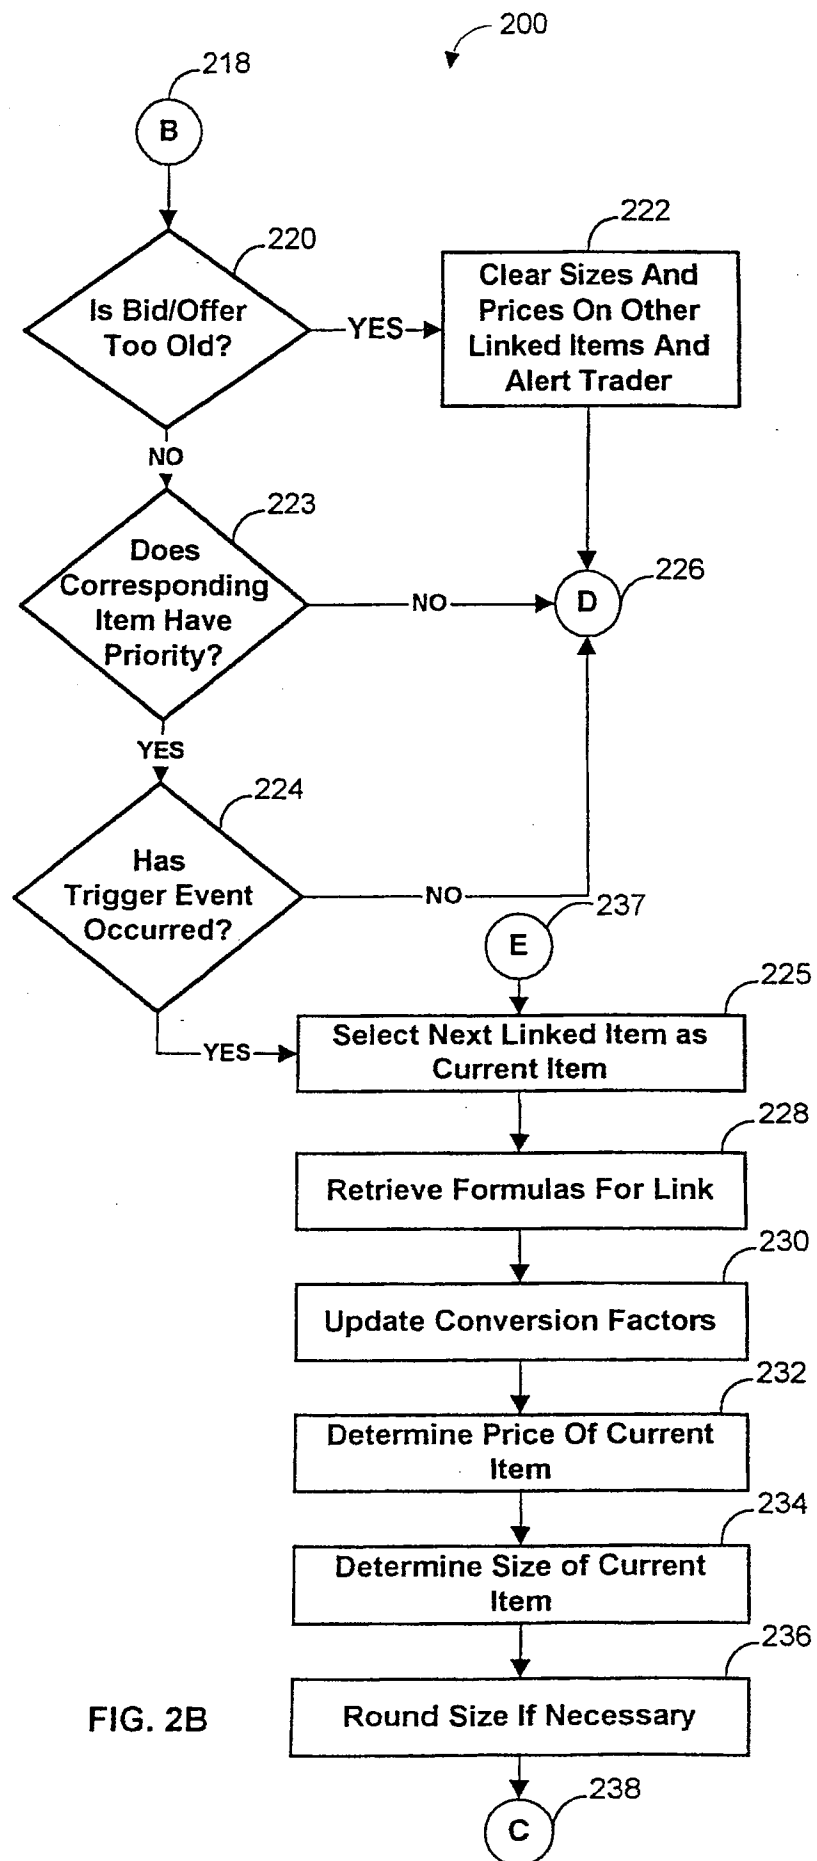 200
218
B
220
Is Bid/Offer
Too Old?
YES
222
Clear Sizes And
Prices On Other
Linked Items And
Alert Trader
NO
223
Does
Corresponding
Item Have
Priority?
NO
D
226
YES
224
Has
Trigger Event
Occurred?
NO
237
E
225
YES
Select Next Linked Item as
Current Item
228
Retrieve Formulas For Link
230
Update Conversion Factors
232
Determine Price Of Current
Item
234
Determine Size of Current
Item
236
Round Size If Necessary
FIG. 2B
238
C